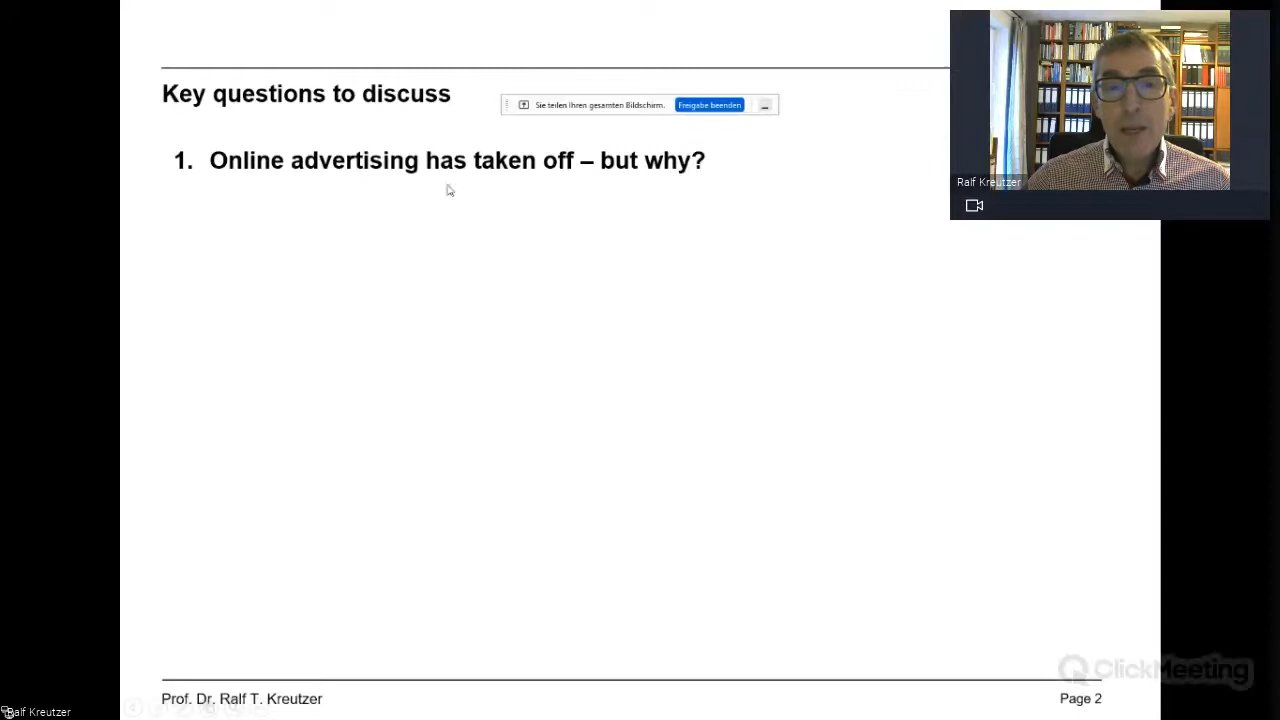 Key questions to discuss
Sie teilen Ihren gesamten Bildschirm. Freigabe beenden
1. Online advertising has taken off – but why?
Ralf Kreutzer
ClickMeeting
Prof. Dr. Ralf T. Kreutzer
Page 2
Ralf Kreutzer